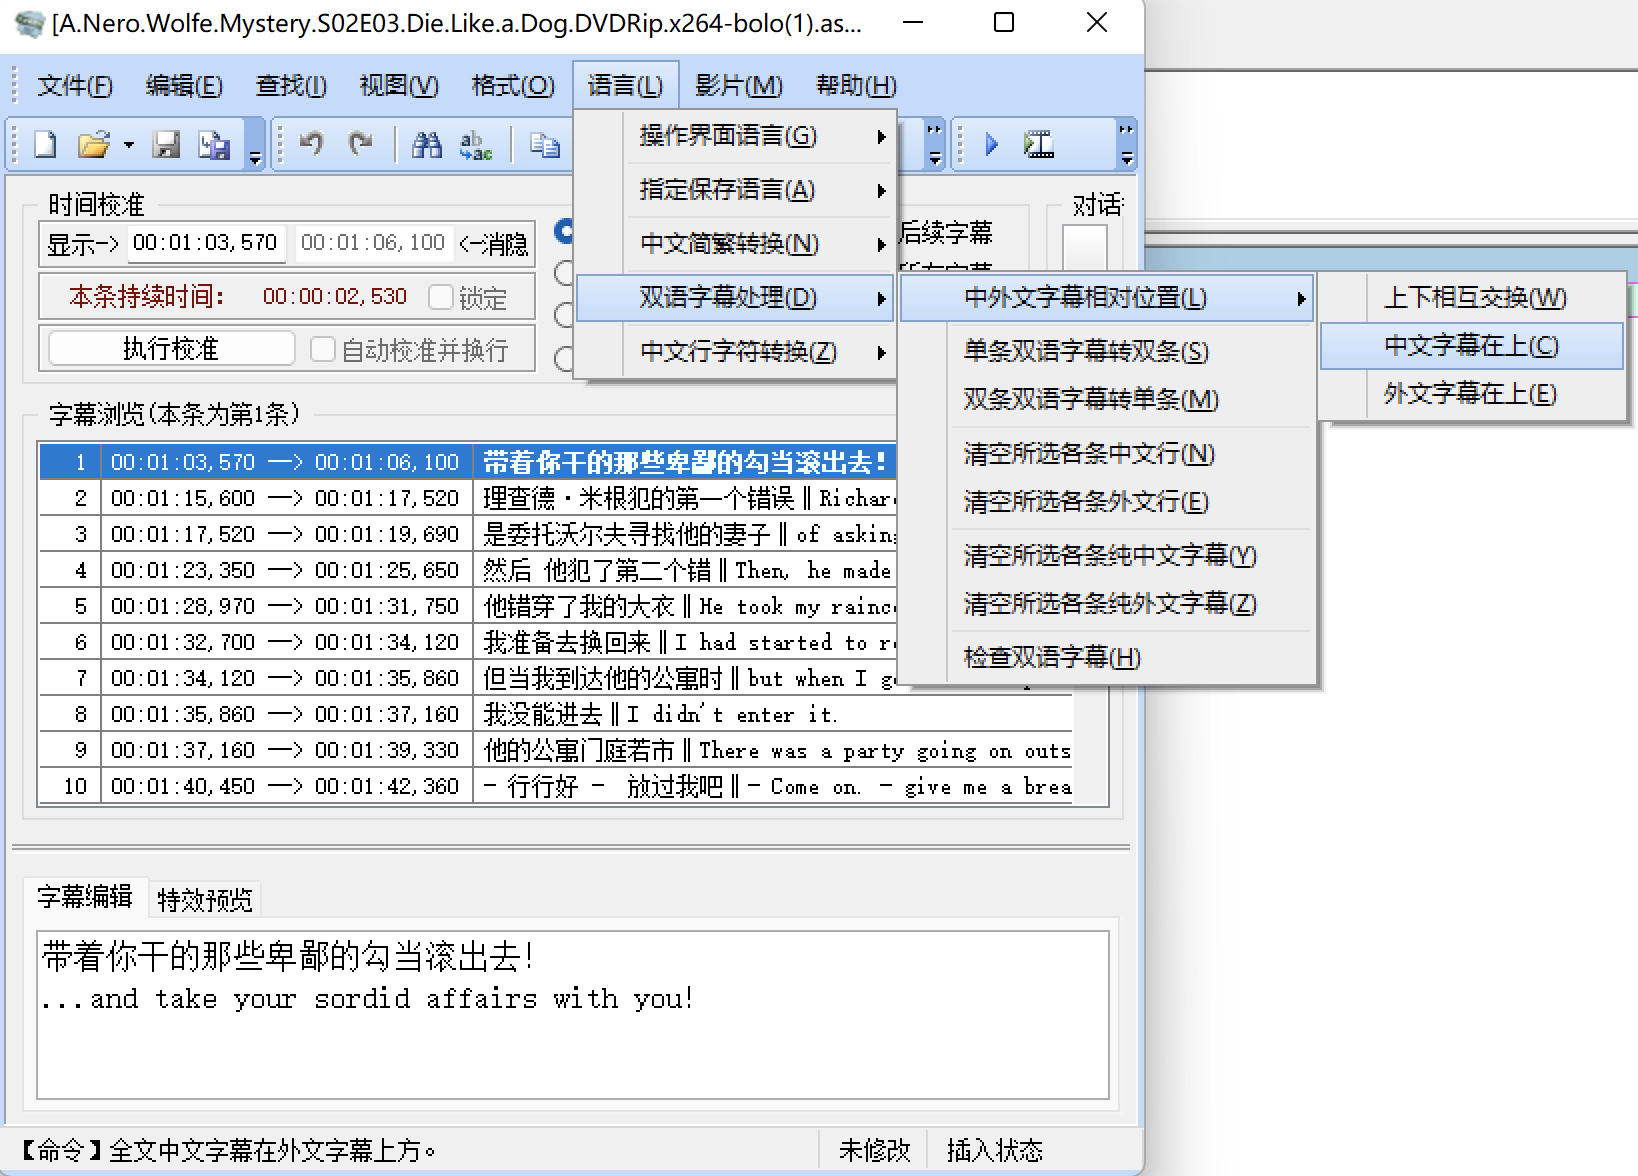 [A.Nero.Wolfe.Mystery.S02E03.Die.Like.a.Dog.DVDRip.x264-bolo(1).as...
文件(F) 编辑(E) 查找(I) 视图(V) 格式(O) 语言(L) 影片(M) 帮助(H)
操作界面语言(G)
指定保存语言(A)
中文简繁转换(N)
双语字幕处理(D)
中文行字符转换(Z)
中外文字幕相对位置(L)
单条双语字幕转双条(S)
双条双语字幕转单条(M)
清空所选各条中文行(N)
清空所选各条外文行(E)
清空所选各条纯中文字幕(Y)
清空所选各条纯外文字幕(Z)
检查双语字幕(H)
上下相互交换(W)
中文字幕在上(C)
外文字幕在上(E)
时间校准
显示-> 00:01:03,570 00:01:06,100 <-消隐
后续字幕
对话
本条持续时间： 00:00:02,530 锁定
执行校准 自动校准并换行
字幕浏览(本条为第1条)
1 00:01:03,570 —> 00:01:06,100 带着你干的那些卑鄙的勾当滚出去!
2 00:01:15,600 —> 00:01:17,520 理查德·米根犯的第一个错误‖Richar
3 00:01:17,520 —> 00:01:19,690 是委托沃尔夫寻找他的妻子‖of asking
4 00:01:23,350 —> 00:01:25,650 然后 他犯了第二个错‖Then, he made
5 00:01:28,970 —> 00:01:31,750 他错穿了我的大衣‖He took my rainc
6 00:01:32,700 —> 00:01:34,120 我准备去换回来‖I had started to r
7 00:01:34,120 —> 00:01:35,860 但当我到达他的公寓时‖but when I g
8 00:01:35,860 —> 00:01:37,160 我没能进去‖I didn't enter it.
9 00:01:37,160 —> 00:01:39,330 他的公寓门庭若市‖There was a party going on outs
10 00:01:40,450 —> 00:01:42,360 - 行行好 - 放过我吧‖- Come on. - give me a brea
字幕编辑 特效预览
带着你干的那些卑鄙的勾当滚出去!
...and take your sordid affairs with you!
【命令】全文中文字幕在外文字幕上方。 未修改 插入状态